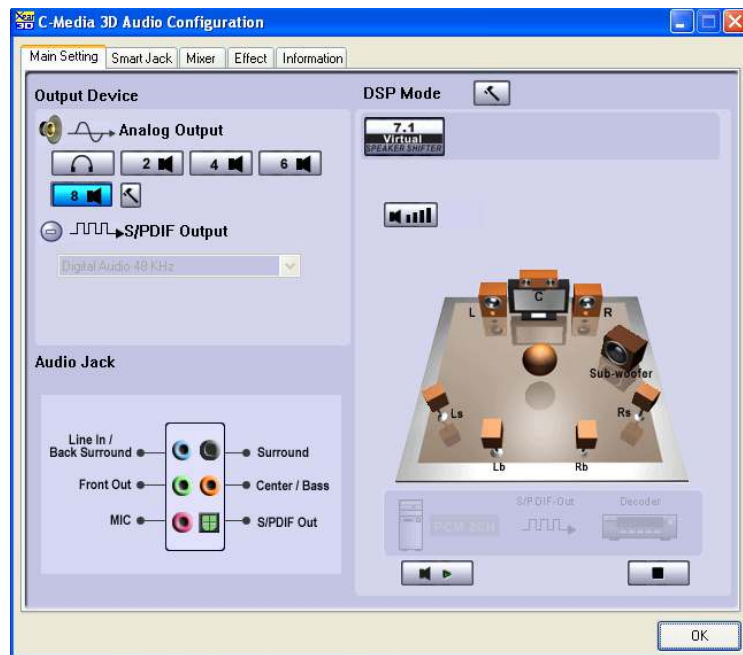 Xear 3D C-Media 3D Audio Configuration
Main Setting Smart Jack Mixer Effect Information
Output Device
Analog Output
2 4 6
8
S/PDIF Output
Digital Audio 48 KHz
Audio Jack
Line In /
Back Surround
Surround
Front Out
Center / Bass
MIC
S/PDIF Out
DSP Mode
7.1
Virtual
SPEAKER SHIFTER
C
L
R
Sub-woofer
Ls
Rs
Lb
Rb
S/PDIF-Out
Decoder
PCM 2CH
OK